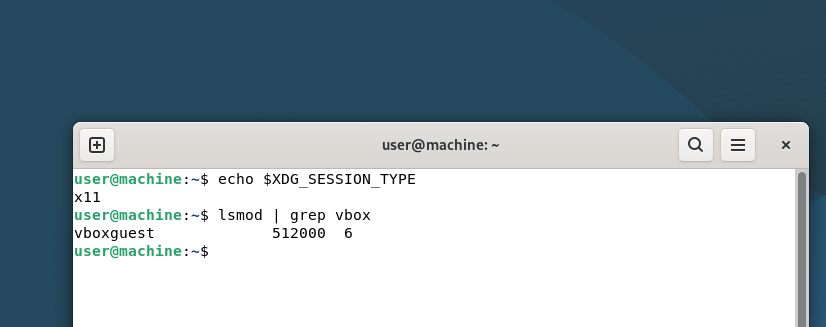 user@machine: ~
user@machine:~$ echo $XDG_SESSION_TYPE
x11
user@machine:~$ lsmod | grep vbox
vboxguest             512000  6
user@machine:~$